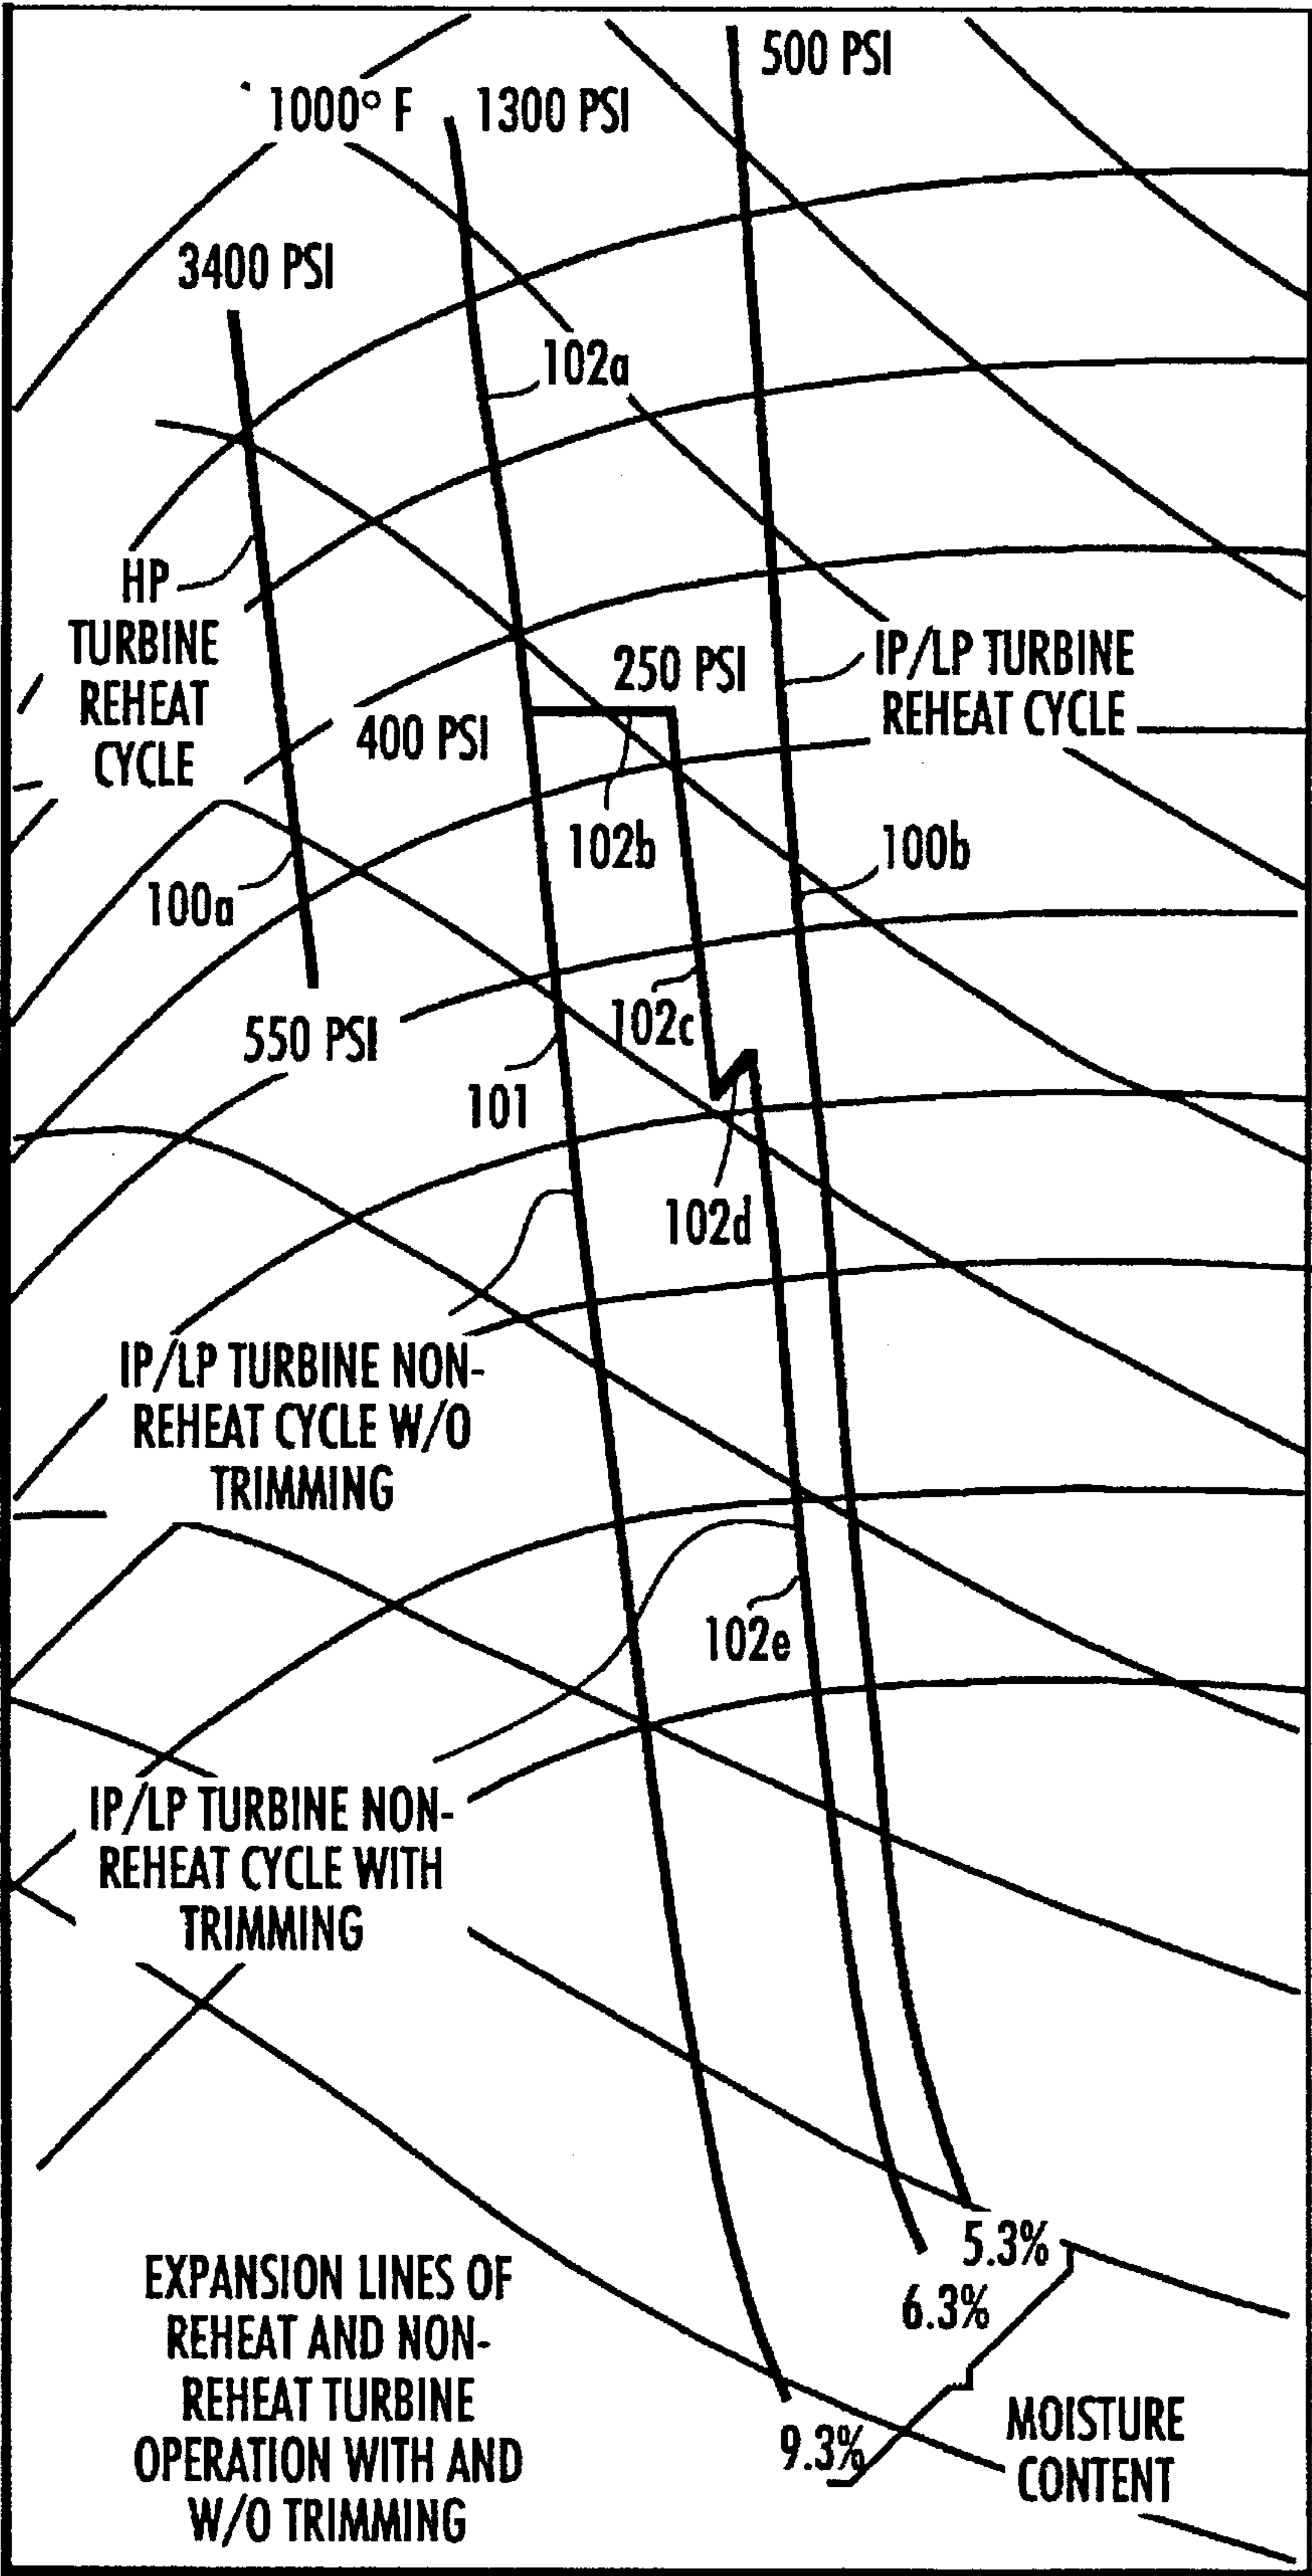 500 PSI
1000° F
1300 PSI
3400 PSI
102a
HP
TURBINE
REHEAT
CYCLE
250 PSI
IP/LP TURBINE
REHEAT CYCLE
400 PSI
102b
100b
100a
102c
550 PSI
101
102d
IP/LP TURBINE NON-
REHEAT CYCLE W/O
TRIMMING
102e
IP/LP TURBINE NON-
REHEAT CYCLE WITH
TRIMMING
5.3%
6.3%
9.3%
MOISTURE
CONTENT
EXPANSION LINES OF
REHEAT AND NON-
REHEAT TURBINE
OPERATION WITH AND
W/O TRIMMING